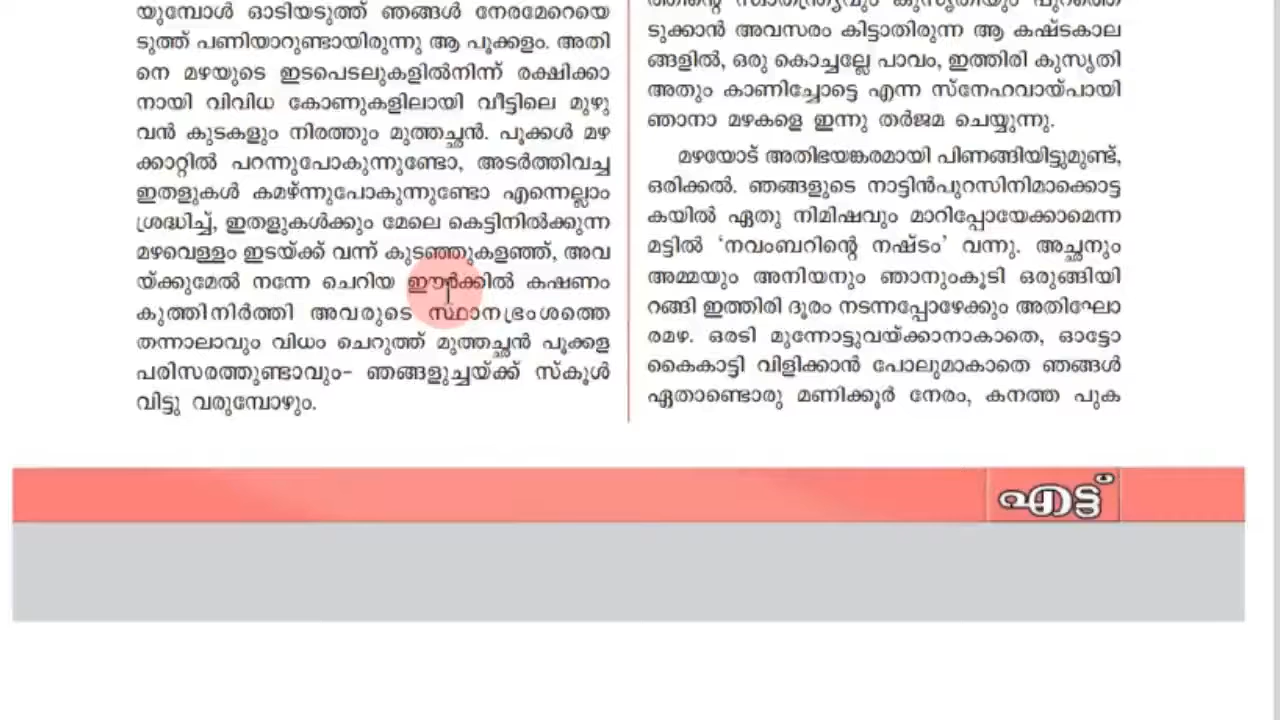 യുമ്പോൾ ഓടിയടുത്ത് ഞങ്ങൾ നേരമേറെയെ
ടുത്ത് പണിയാറുണ്ടായിരുന്നു ആ പൂക്കളം. അതി
നെ മഴയുടെ ഇടപെടലുകളിൽനിന്ന് രക്ഷിക്കാ
നായി വിവിധ കോണുകളിലായി വീട്ടിലെ മുഴു
വൻ കുടകളും നിരത്തും മുത്തച്ഛൻ. പൂക്കൾ മഴ
ക്കാറ്റിൽ പറന്നുപോകുന്നുണ്ടോ, അടർത്തിവച്ച
ഇതളുകൾ കമഴ്ന്നുപോകുന്നുണ്ടോ എന്നെല്ലാം
ശ്രദ്ധിച്ച്, ഇതളുകൾക്കും മേലെ കെട്ടിനിൽക്കുന്ന
മഴവെള്ളം ഇടയ്ക്ക് വന്ന് കുടഞ്ഞുകളഞ്ഞ്, അവ
യ്ക്കുമേൽ നന്നേ ചെറിയ ഈർക്കിൽ കഷണം
കുത്തിനിർത്തി അവരുടെ സ്ഥാനഭ്രംശത്തെ
തന്നാലാവും വിധം ചെറുത്ത് മുത്തച്ഛൻ പൂക്കള
പരിസരത്തുണ്ടാവും- ഞങ്ങളുച്ചയ്ക്ക് സ്കൂൾ
വിട്ടു വരുമ്പോഴും.
ത്തിന്റെ സ്വാതന്ത്ര്യവും കുസൃതിയും പുറത്തെ
ടുക്കാൻ അവസരം കിട്ടാതിരുന്ന ആ കഷ്ടകാല
ങ്ങളിൽ, ഒരു കൊച്ചല്ലേ പാവം, ഇത്തിരി കുസൃതി
അതും കാണിച്ചോട്ടെ എന്ന സ്നേഹവായ്പായി
ഞാനാ മഴകളെ ഇന്നു തർജമ ചെയ്യുന്നു.
മഴയോട് അതിഭയങ്കരമായി പിണങ്ങിയിട്ടുമുണ്ട്,
ഒരിക്കൽ. ഞങ്ങളുടെ നാട്ടിൻപുറസിനിമാക്കൊട്ട
കയിൽ ഏതു നിമിഷവും മാറിപ്പോയേക്കാമെന്ന
മട്ടിൽ ‘നവംബറിന്റെ നഷ്ടം’ വന്നു. അച്ഛനും
അമ്മയും അനിയനും ഞാനുംകൂടി ഒരുങ്ങിയി
റങ്ങി ഇത്തിരി ദൂരം നടന്നപ്പോഴേക്കും അതിഘോ
രമഴ. ഒരടി മുന്നോട്ടുവയ്ക്കാനാകാതെ, ഓട്ടോ
കൈകാട്ടി വിളിക്കാൻ പോലുമാകാതെ ഞങ്ങൾ
ഏതാണ്ടൊരു മണിക്കൂർ നേരം, കനത്ത പുക
എട്ട്